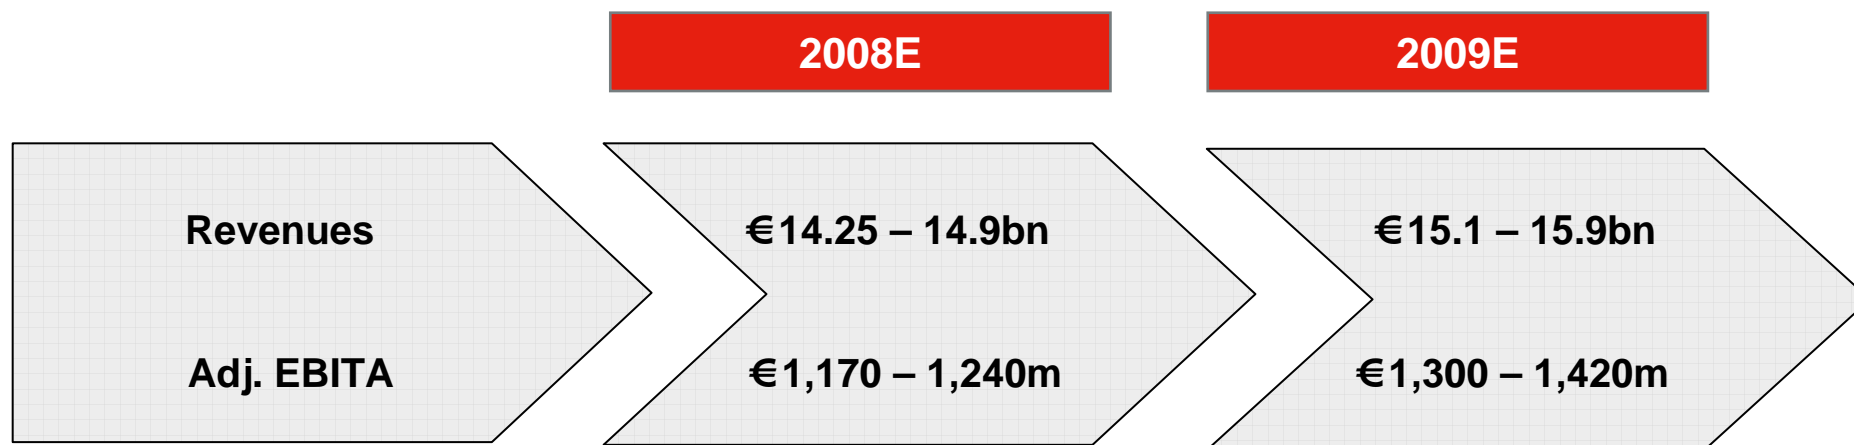 2008E 2009E
Revenues €14.25 – 14.9bn €15.1 – 15.9bn
Adj. EBITA €1,170 – 1,240m €1,300 – 1,420m